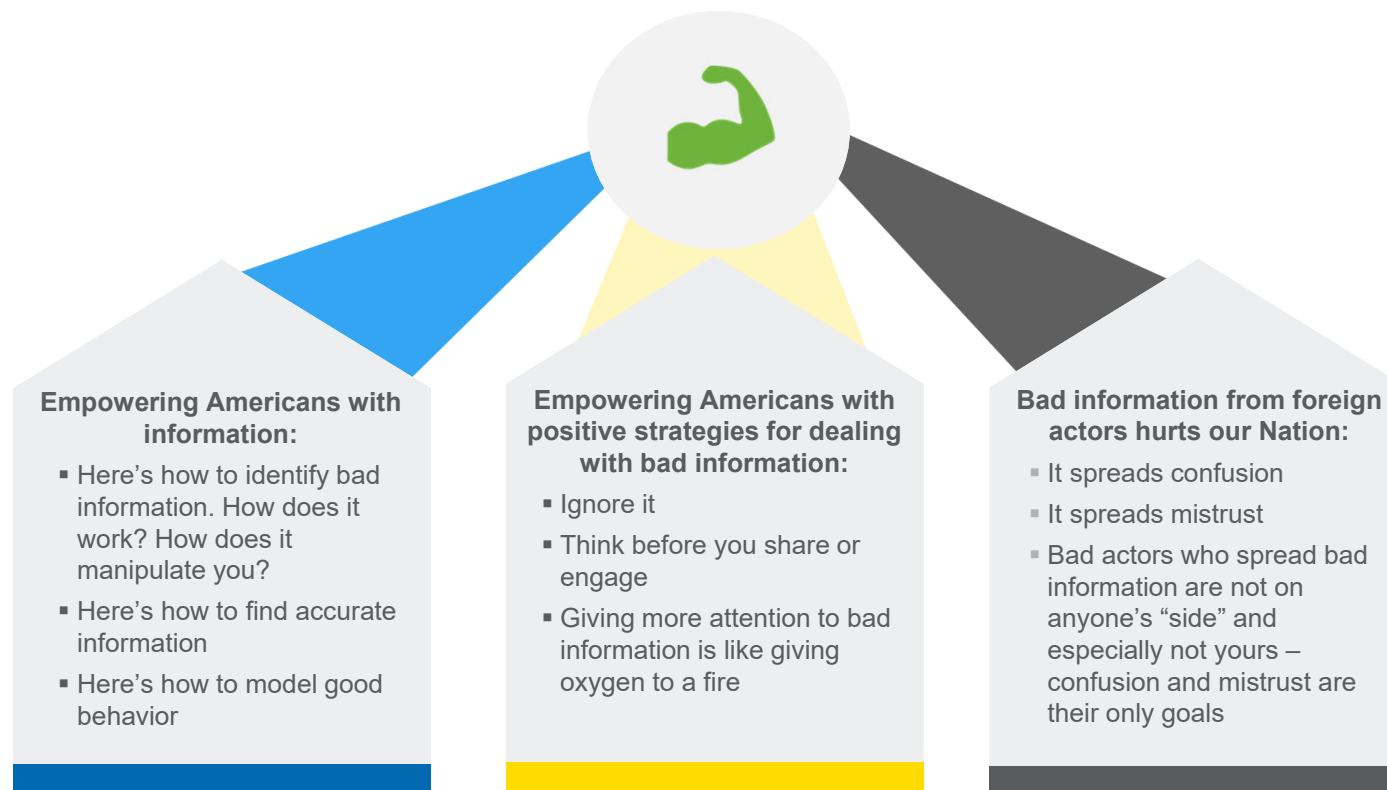 Empowering Americans with
information:
▪ Here’s how to identify bad
information. How does it
work? How does it
manipulate you?
▪ Here’s how to find accurate
information
▪ Here’s how to model good
behavior
Empowering Americans with
positive strategies for dealing
with bad information:
▪ Ignore it
▪ Think before you share or
engage
▪ Giving more attention to bad
information is like giving
oxygen to a fire
Bad information from foreign
actors hurts our Nation:
▪ It spreads confusion
▪ It spreads mistrust
▪ Bad actors who spread bad
information are not on
anyone’s “side” and
especially not yours –
confusion and mistrust are
their only goals